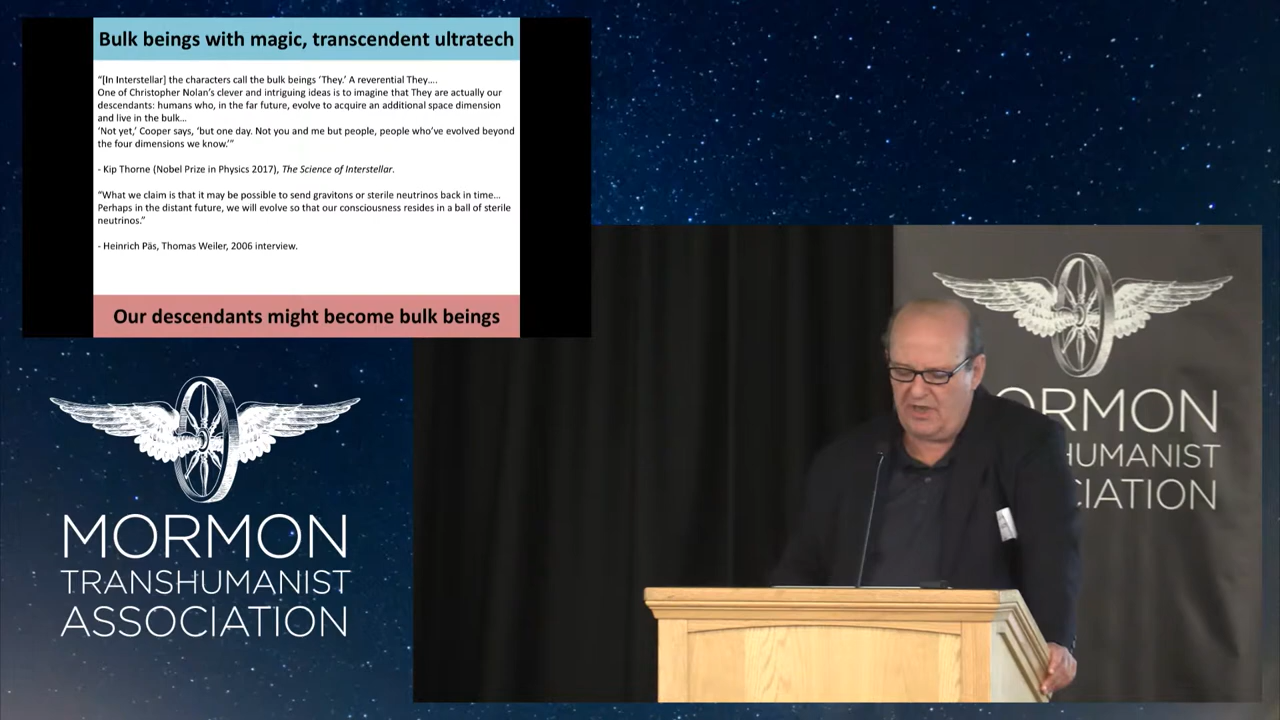 Bulk beings with magic, transcendent ultratech
“[In Interstellar] the characters call the bulk beings ‘They.’ A reverential They….
One of Christopher Nolan’s clever and intriguing ideas is to imagine that They are actually our
descendants: humans who, in the far future, evolve to acquire an additional space dimension
and live in the bulk…
‘Not yet,’ Cooper says, ‘but one day. Not you and me but people, people who’ve evolved beyond
the four dimensions we know.’”
- Kip Thorne (Nobel Prize in Physics 2017), The Science of Interstellar.
“What we claim is that it may be possible to send gravitons or sterile neutrinos back in time…
Perhaps in the distant future, we will evolve so that our consciousness resides in a ball of sterile
neutrinos.”
- Heinrich Päs, Thomas Weiler, 2006 interview.
Our descendants might become bulk beings
MORMON
TRANSHUMANIST
ASSOCIATION
ORMON
HUMANIST
CIATION